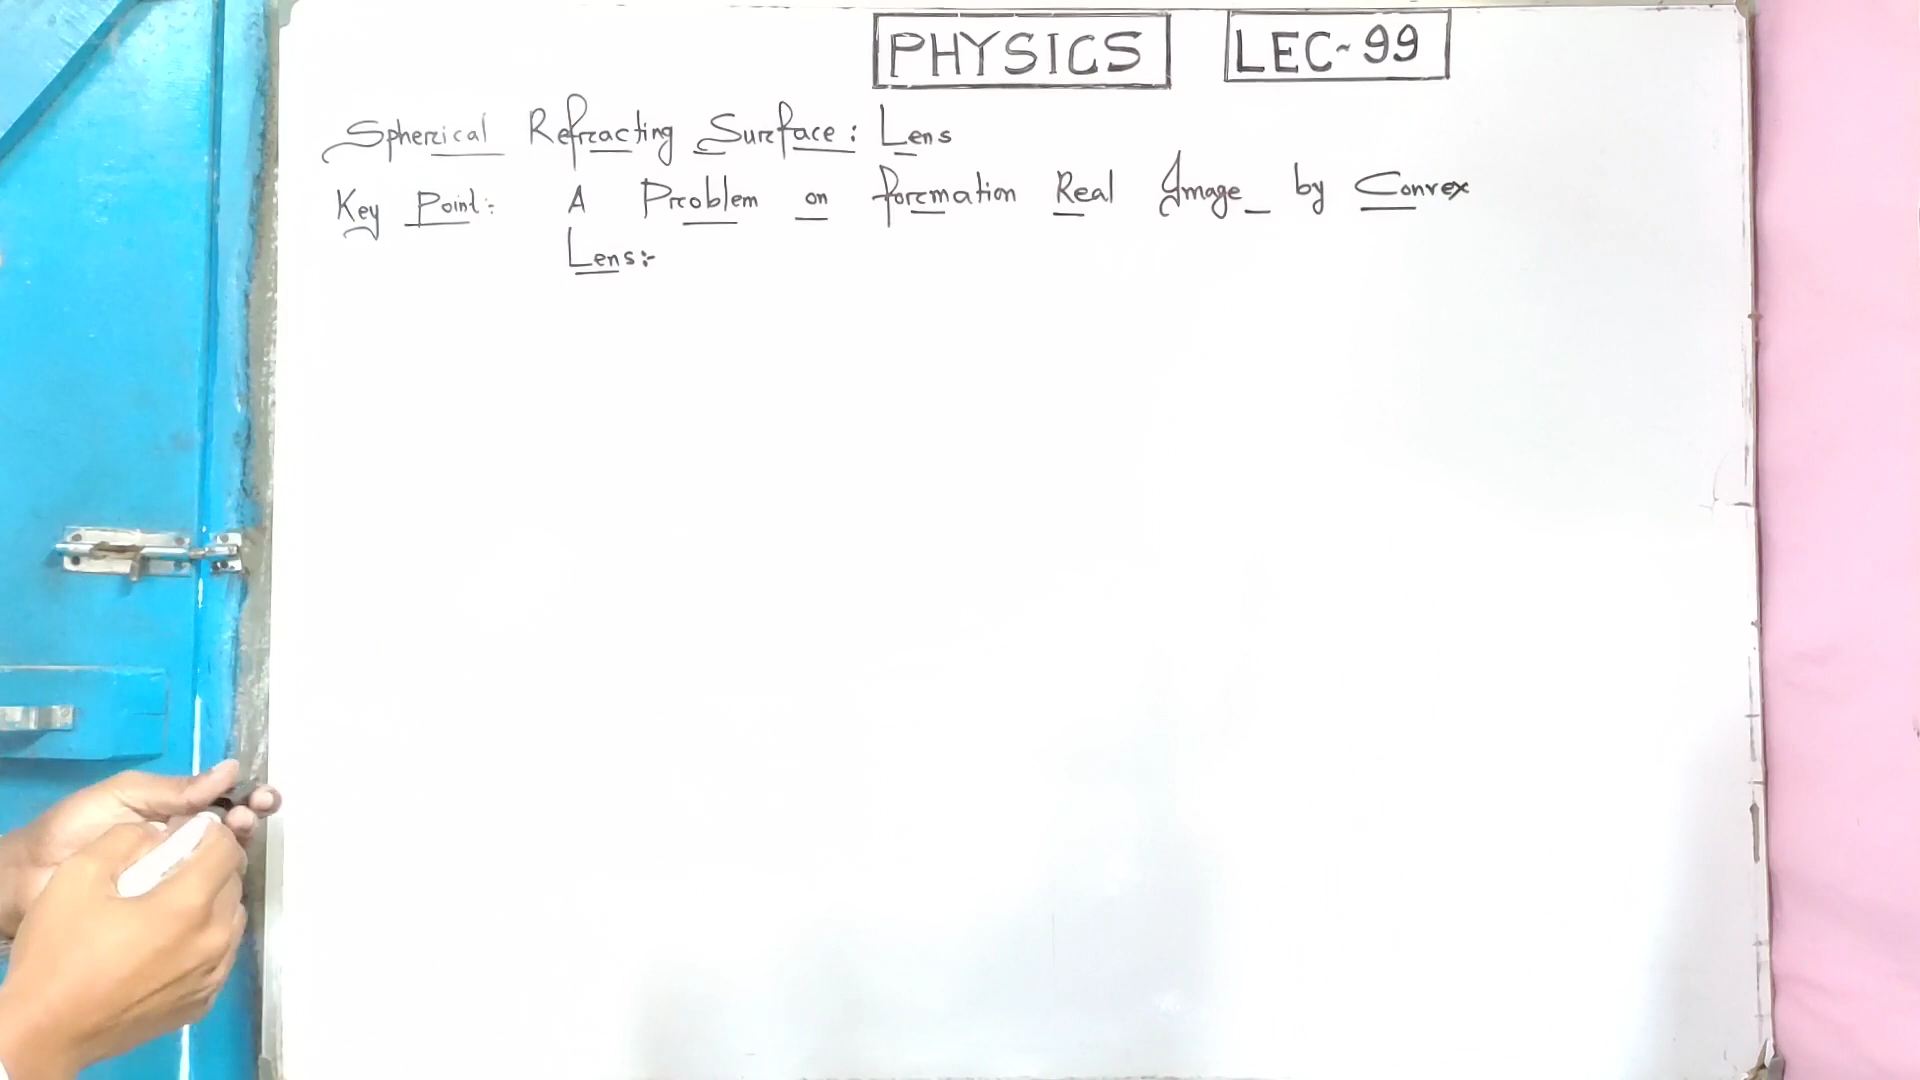 PHYSICS LEC-99
Spherical Refracting Surface: Lens
Key Point:- A Problem on formation Real Image by Convex
Lens:-